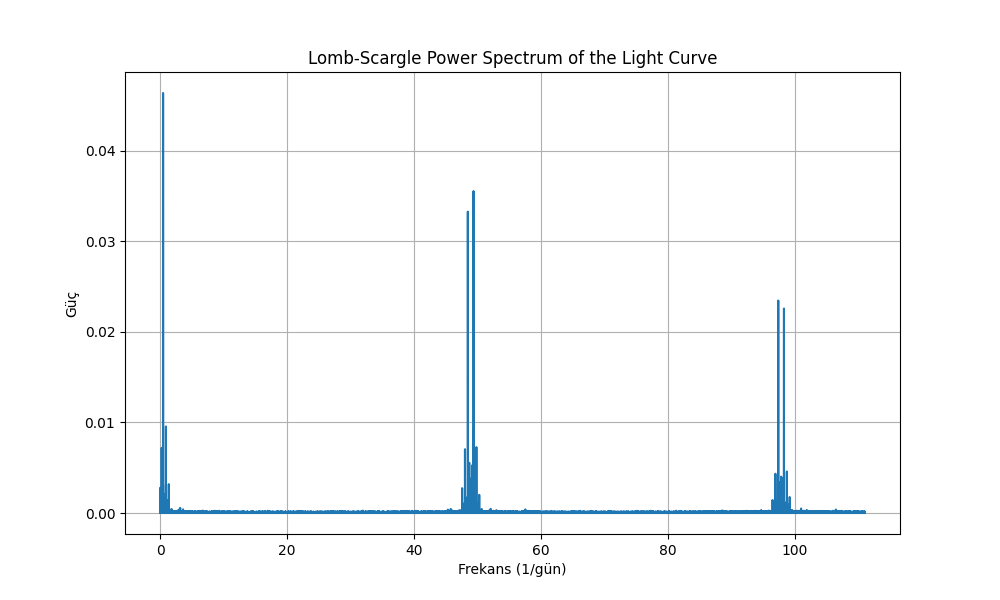 Lomb-Scargle Power Spectrum of the Light Curve
0.04
0.03
0.02
0.01
0.00
Güç
0 20 40 60 80 100
Frekans (1/gün)